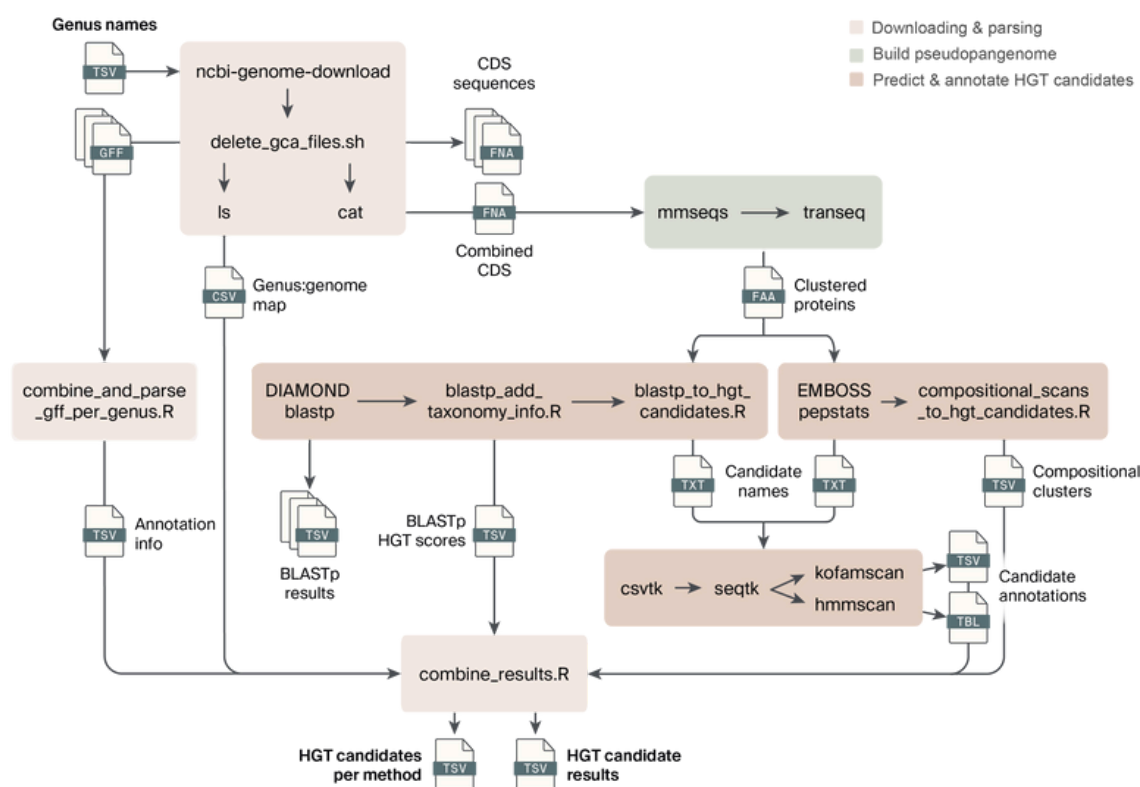 Genus names
TSV
ncbi-genome-download
delete_gca_files.sh
ls
cat
GFF
CDS
sequences
FNA
FNA
Combined
CDS
Downloading & parsing
Build pseudopangenome
Predict & annotate HGT candidates
mmseqs
transeq
CSV
Genus:genome
map
FAA
Clustered
proteins
combine_and_parse
_gff_per_genus.R
DIAMOND
blastp
blastp_add_
taxonomy_info.R
blastp_to_hgt_
candidates.R
EMBOSS
pepstats
compositional_scans
_to_hgt_candidates.R
TSV
Annotation
info
TSV
BLASTp
results
BLASTp
HGT scores
TSV
TXT
Candidate
names
TXT
TSV
Compositional
clusters
csvtk
seqtk
kofamscan
hmmscan
TSV
TBL
Candidate
annotations
combine_results.R
HGT candidates
per method
TSV
TSV
HGT candidate
results